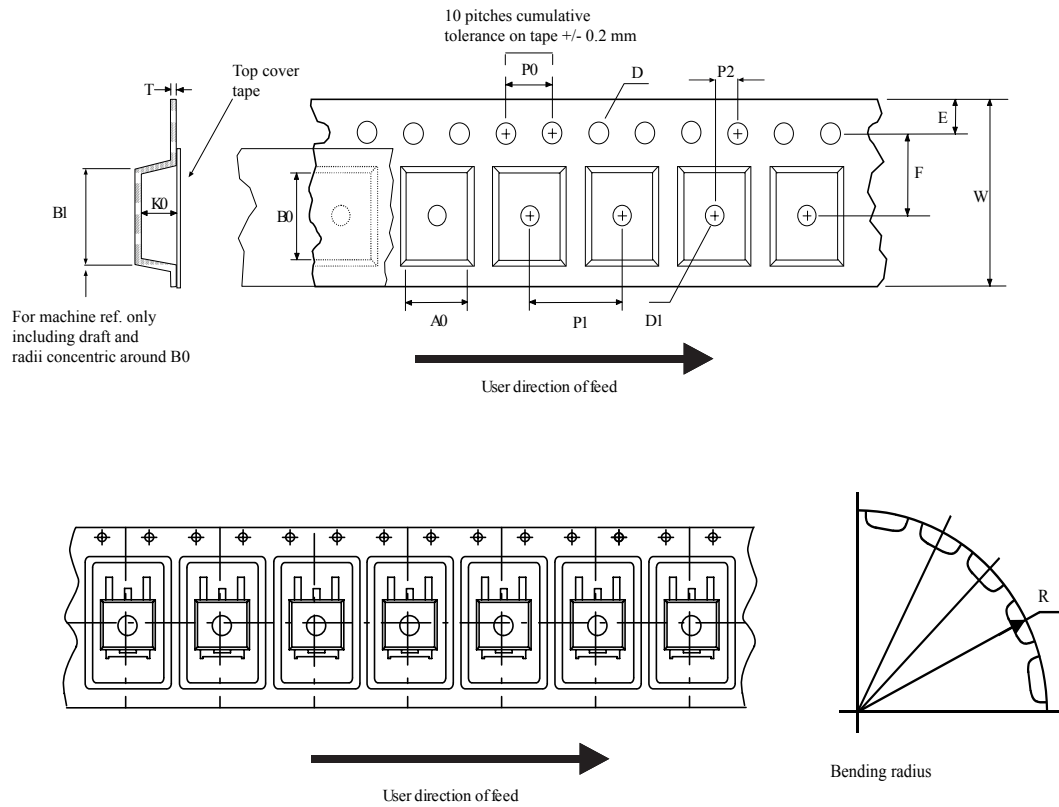 10 pitches cumulative
tolerance on tape +/- 0.2 mm
Top cover
tape
T
P0
D
P2
E
F
W
B1
K0
B0
For machine ref. only
including draft and
radii concentric around B0
A0
P1
D1
User direction of feed
R
Bending radius
User direction of feed